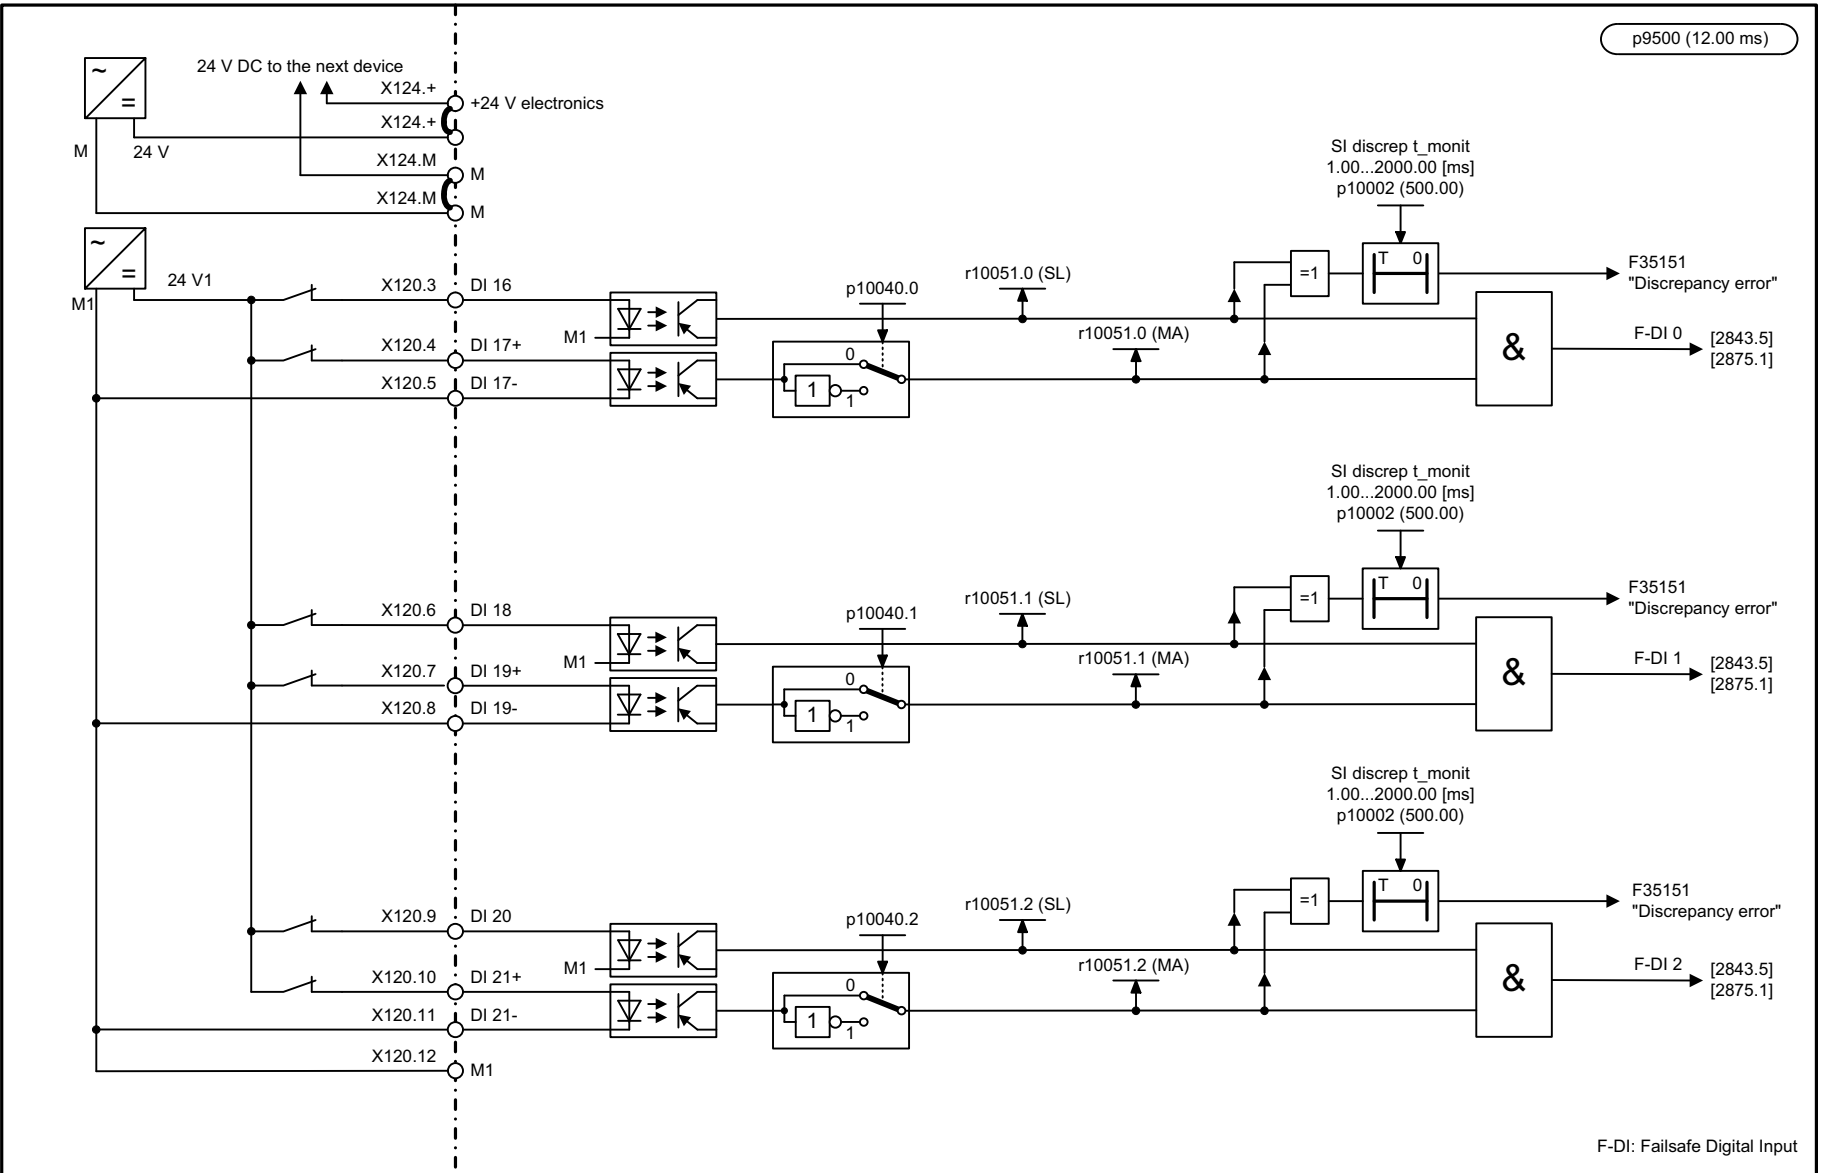 p9500 (12.00 ms)
24 V DC to the next device
~
=
X124.+
+24 V electronics
X124.+
M
24 V
X124.M
M
X124.M
M
~
=
24 V1
M1
SI discrep t_monit
1.00...2000.00 [ms]
p10002 (500.00)
X120.3
DI 16
M1
X120.4
DI 17+
X120.5
DI 17-
p10040.0
0
1
1
r10051.0 (SL)
r10051.0 (MA)
=1
T 0
&
F35151
"Discrepancy error"
F-DI 0
[2843.5]
[2875.1]
SI discrep t_monit
1.00...2000.00 [ms]
p10002 (500.00)
X120.6
DI 18
M1
X120.7
DI 19+
X120.8
DI 19-
p10040.1
0
1
1
r10051.1 (SL)
r10051.1 (MA)
=1
T 0
&
F35151
"Discrepancy error"
F-DI 1
[2843.5]
[2875.1]
SI discrep t_monit
1.00...2000.00 [ms]
p10002 (500.00)
X120.9
DI 20
M1
X120.10
DI 21+
X120.11
DI 21-
p10040.2
0
1
1
r10051.2 (SL)
r10051.2 (MA)
=1
T 0
&
F35151
"Discrepancy error"
F-DI 2
[2843.5]
[2875.1]
X120.12
M1
F-DI: Failsafe Digital Input